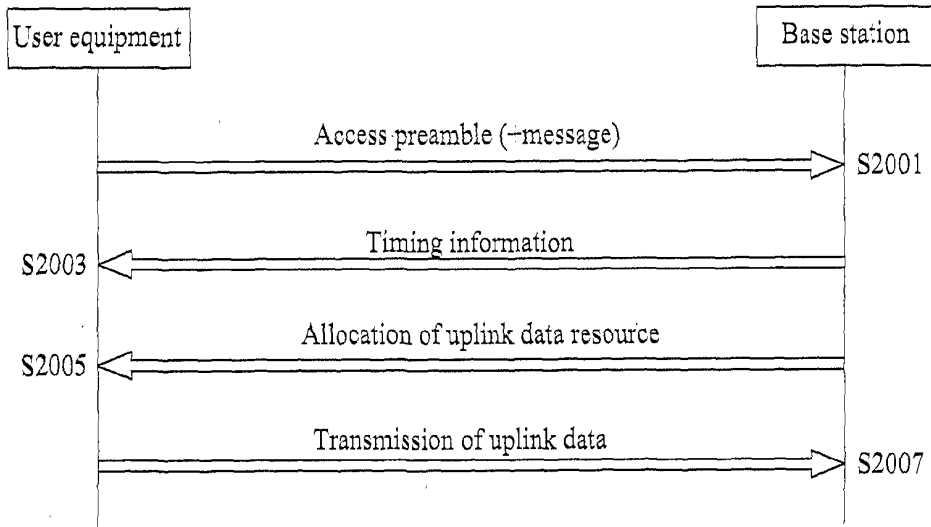 User equipment
Base station
Access preamble (-message)
S2001
Timing information
S2003
Allocation of uplink data resource
S2005
Transmission of uplink data
S2007